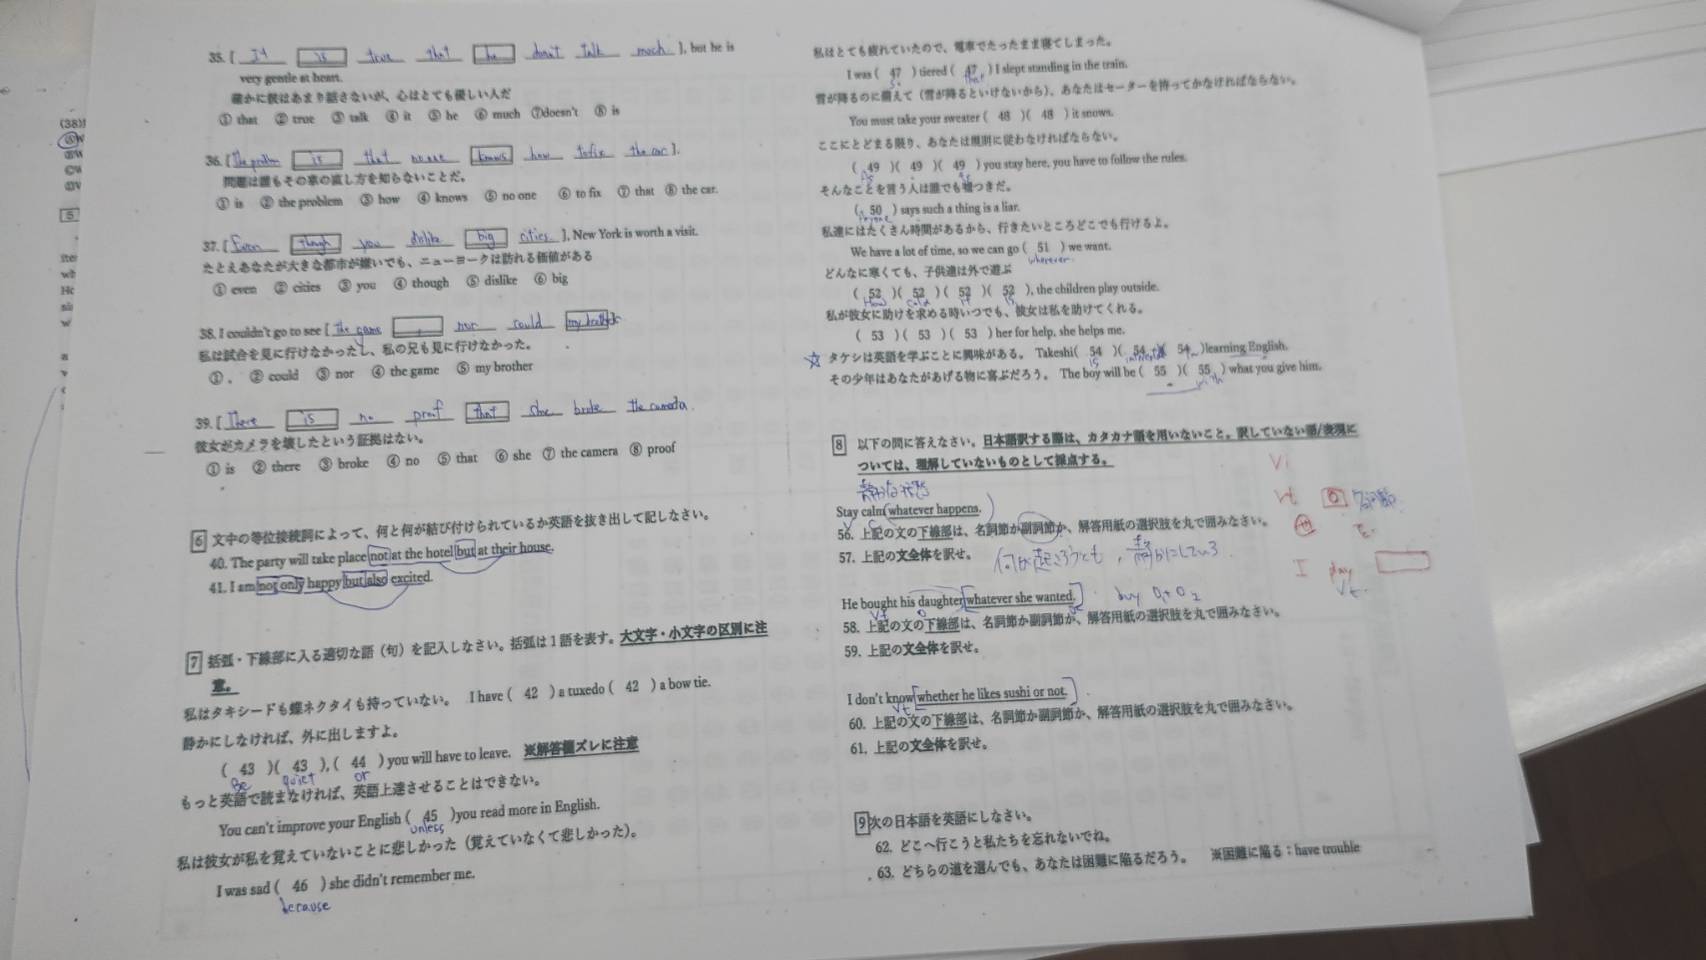 (38)
5
35. [ It is true that he don't talk much ], but he is
very gentle at heart.
確かに彼はあまり話さないが、心はとても優しい人だ
① that ② true ③ talk ④ it ⑤ he ⑥ much ⑦doesn't ⑧ is
36. [ The problem is that no one knows how to fix the car ].
問題は誰もその車の直し方を知らないことだ。
① is ② the problem ③ how ④ knows ⑤ no one ⑥ to fix ⑦ that ⑧ the car.
37. [ Even though you dislike big cities ], New York is worth a visit.
たとえあなたが大きな都市が嫌いでも、ニューヨークは訪れる価値がある
① even ② cities ③ you ④ though ⑤ dislike ⑥ big
38. I couldn't go to see [ the game , nor could my brother
私は試合を見に行けなかったし、私の兄も見に行けなかった。
① , ② could ③ nor ④ the game ⑤ my brother
39. [ There is no proof that she broke the camera
彼女がカメラを壊したという証拠はない。
① is ② there ③ broke ④ no ⑤ that ⑥ she ⑦ the camera ⑧ proof
6 文中の等位接続詞によって、何と何が結び付けられているか英語を抜き出して記しなさい。
40. The party will take place not at the hotel but at their house.
41. I am not only happy but also excited.
7 括弧・下線部に入る適切な語（句）を記入しなさい。括弧は1語を表す。大文字・小文字の区別に注
意。
私はタキシードも蝶ネクタイも持っていない。 I have ( 42 ) a tuxedo ( 42 ) a bow tie.
静かにしなければ、外に出しますよ。
( 43 )( 43 ), ( 44 ) you will have to leave. ※解答欄ズレに注意
Be quiet or
もっと英語で読まなければ、英語上達させることはできない。
You can't improve your English ( 45 )you read more in English.
unless
私は彼女が私を覚えていないことに悲しかった（覚えていなくて悲しかった）。
I was sad ( 46 ) she didn't remember me.
because
私はとても疲れていたので、電車でたったまま寝てしまった。
I was ( 47 ) tiered ( 47 ) I slept standing in the train.
so that
雪が降るのに備えて（雪が降るといけないから）、あなたはセーターを持ってかなければならない。
You must take your sweater ( 48 )( 48 ) it snows.
ここにとどまる限り、あなたは規則に従わなければならない。
( 49 )( 49 )( 49 ) you stay here, you have to follow the rules.
As as
そんなことを言う人は誰でも嘘つきだ。
( 50 ) says such a thing is a liar.
私達にはたくさん時間があるから、行きたいところどこでも行けるよ。
We have a lot of time, so we can go ( 51 ) we want.
wherever
どんなに寒くても、子供達は外で遊ぶ
( 52 )( 52 )( 52 )( 52 ), the children play outside.
How cold it is
私が彼女に助けを求める時いつでも、彼女は私を助けてくれる。
( 53 )( 53 )( 53 ) her for help, she helps me.
☆ タケシは英語を学ぶことに興味がある。 Takeshi( 54 )( 54 )( 54 )learning English.
is interested in
その少年はあなたがあげる物に喜ぶだろう。 The boy will be ( 55 )( 55 ) what you give him.
with
8 以下の問に答えなさい。日本語訳する際は、カタカナ語を用いないこと。訳していない語/表現に
ついては、理解していないものとして採点する。
静かな状態
Stay calm whatever happens.
V C
56. 上記の文の下線部は、名詞節か副詞節か、解答用紙の選択肢を丸で囲みなさい。
57. 上記の文全体を訳せ。 何が起ころうとも，静かにしている.
He bought his daughter whatever she wanted. buy O₁ + O₂
Vt O
58. 上記の文の下線部は、名詞節か副詞節か、解答用紙の選択肢を丸で囲みなさい。
59. 上記の文全体を訳せ。
I don't know whether he likes sushi or not.
Vt
60. 上記の文の下線部は、名詞節か副詞節か、解答用紙の選択肢を丸で囲みなさい。
61. 上記の文全体を訳せ。
Vi
Vt O 名詞節
I play
Vt
9 次の日本語を英語にしなさい。
62. どこへ行こうと私たちを忘れないでね。
63. どちらの道を選んでも、あなたは困難に陥るだろう。 ※困難に陥る：have trouble